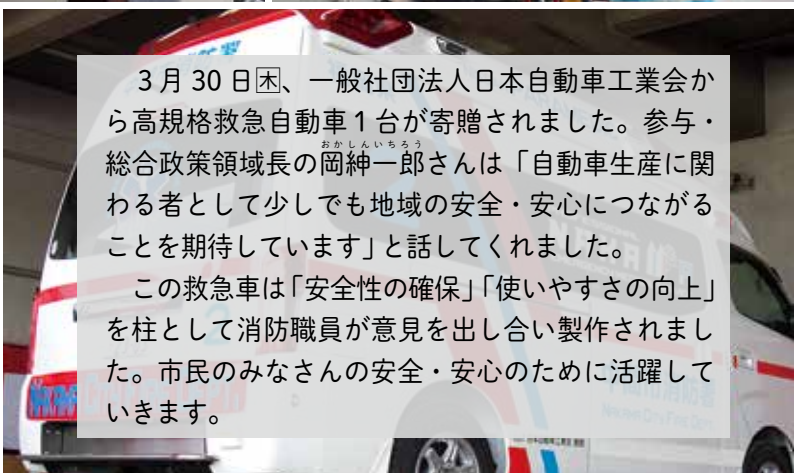 ３月 30 日木、一般社団法人日本自動車工業会か
ら高規格救急自動車１台が寄贈されました。参与・
おかしんいちろう
総合政策領域長の岡紳一郎さんは「自動車生産に関
わる者として少しでも地域の安全・安心につながる
ことを期待しています」と話してくれました。
この救急車は「安全性の確保」「使いやすさの向上」
を柱として消防職員が意見を出し合い製作されまし
た。市民のみなさんの安全・安心のために活躍して
いきます。